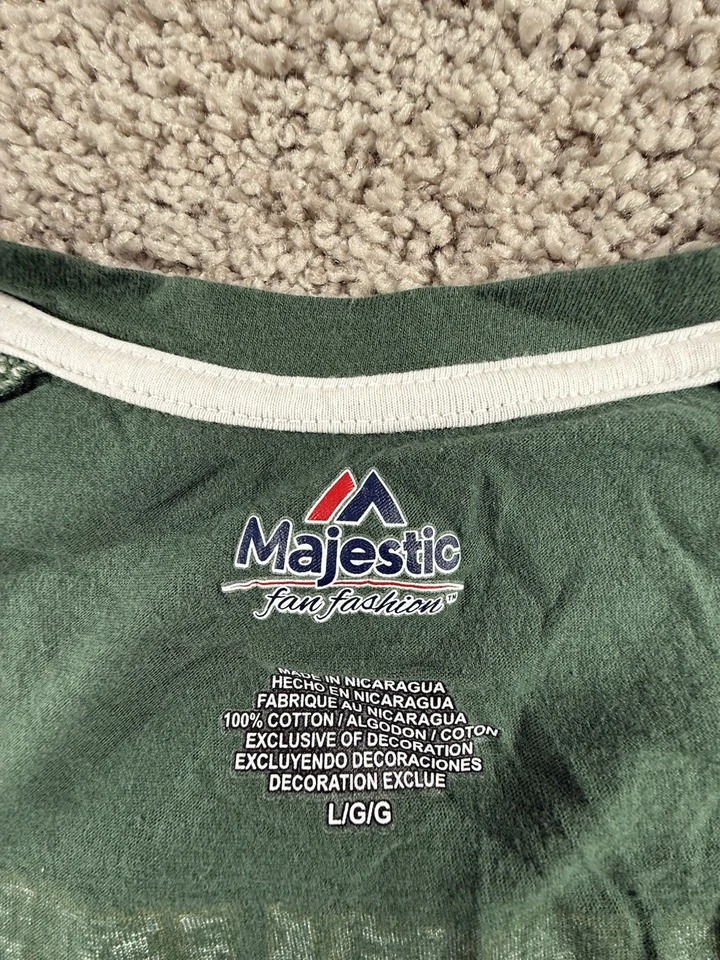 Majestic
fan fashion™
MADE IN NICARAGUA
HECHO EN NICARAGUA
FABRIQUE AU NICARAGUA
100% COTTON / ALGODON / COTON
EXCLUSIVE OF DECORATION
EXCLUYENDO DECORACIONES
DECORATION EXCLUE
L/G/G